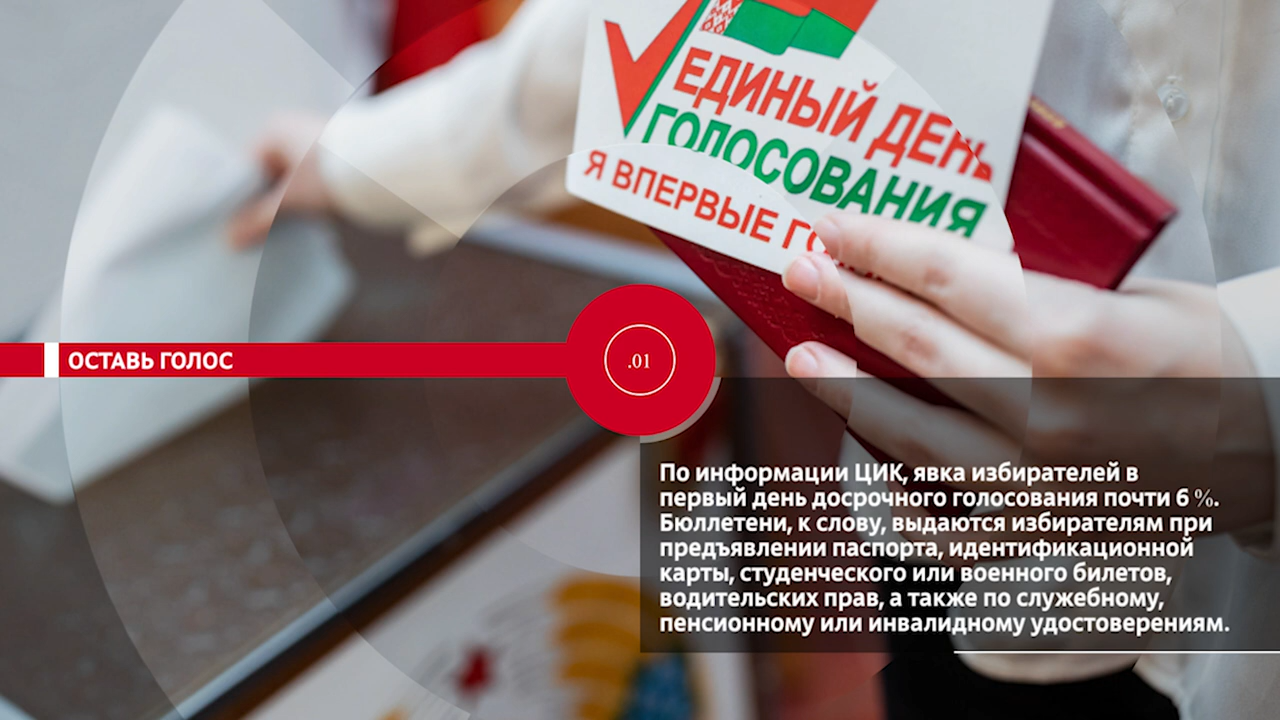 ЕДИНЫЙ ДЕНЬ
ГОЛОСОВАНИЯ
Я ВПЕРВЫЕ
ОСТАВЬ ГОЛОС
.01
По информации ЦИК, явка избирателей в
первый день досрочного голосования почти 6 %.
Бюллетени, к слову, выдаются избирателям при
предъявлении паспорта, идентификационной
карты, студенческого или военного билетов,
водительских прав, а также по служебному,
пенсионному или инвалидному удостоверениям.